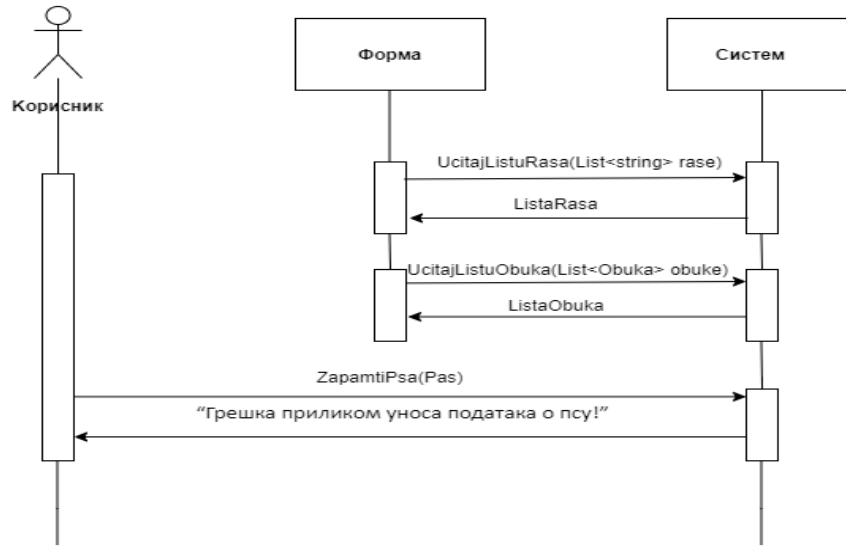 Форма
Систем
Корисник
UcitajListuRasa(List<string> rase)
ListaRasa
UcitajListuObuka(List<Obuka> obuke)
ListaObuka
ZapamtiPsa(Pas)
“Грешка приликом уноса података о псу!”